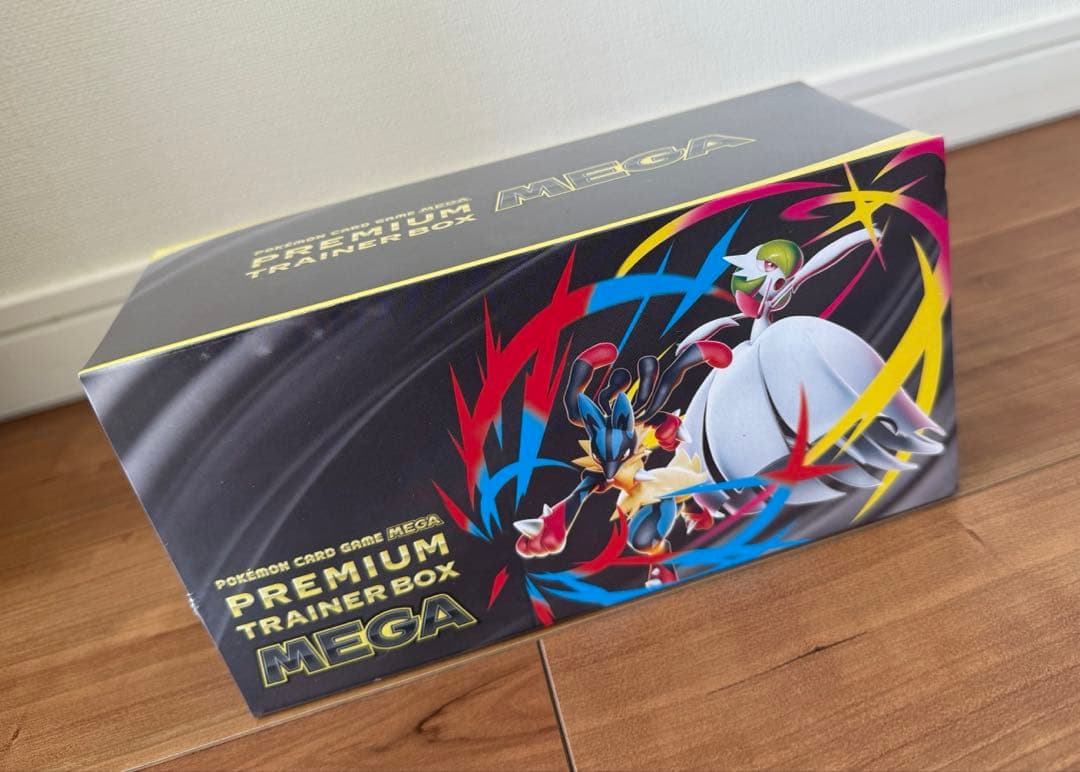 POKÉMON CARD GAME MEGA
PREMIUM
TRAINER BOX
MEGA
POKÉMON CARD GAME MEGA
PREMIUM
TRAINER BOX
MEGA